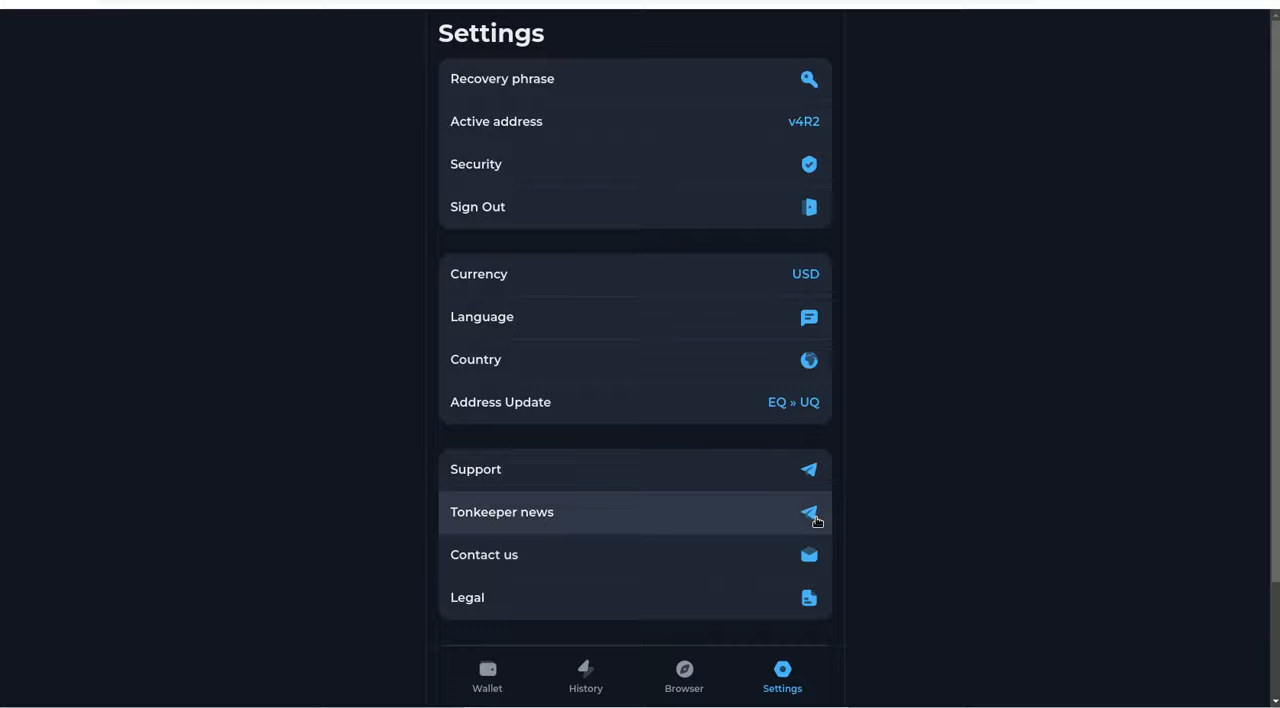 Settings
Recovery phrase
Active address v4R2
Security
Sign Out
Currency USD
Language
Country
Address Update EQ » UQ
Support
Tonkeeper news
Contact us
Legal
Wallet History Browser Settings